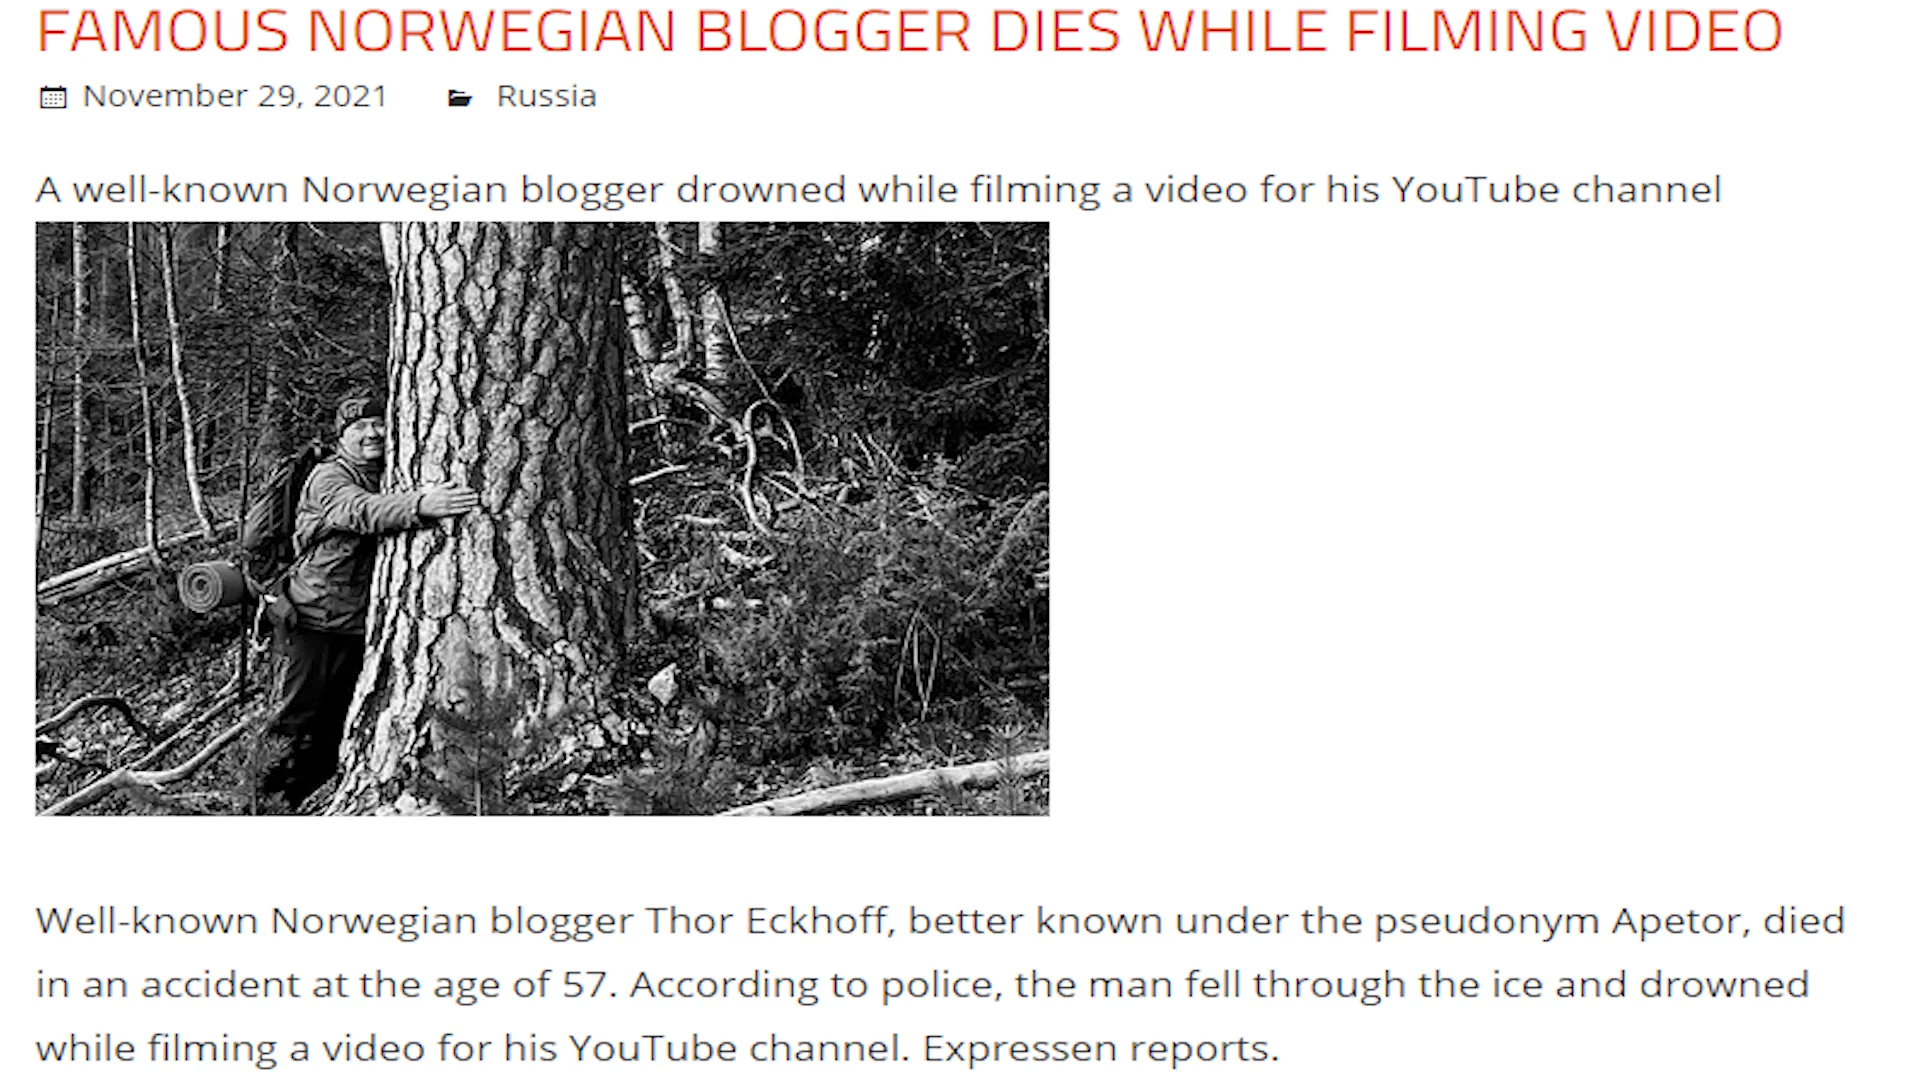 FAMOUS NORWEGIAN BLOGGER DIES WHILE FILMING VIDEO
November 29, 2021 Russia
A well-known Norwegian blogger drowned while filming a video for his YouTube channel
Well-known Norwegian blogger Thor Eckhoff, better known under the pseudonym Apetor, died
in an accident at the age of 57. According to police, the man fell through the ice and drowned
while filming a video for his YouTube channel. Expressen reports.